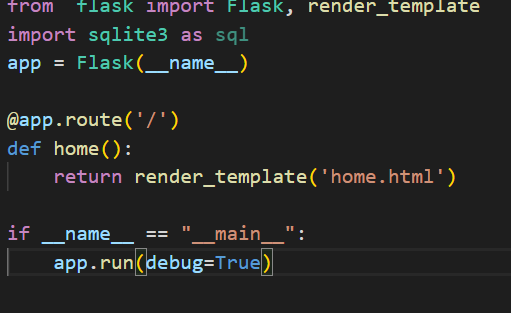 from  flask import Flask, render_template
import sqlite3 as sql
app = Flask(__name__)
@app.route('/')
def home():
    return render_template('home.html')
if __name__ == "__main__":
    app.run(debug=True)